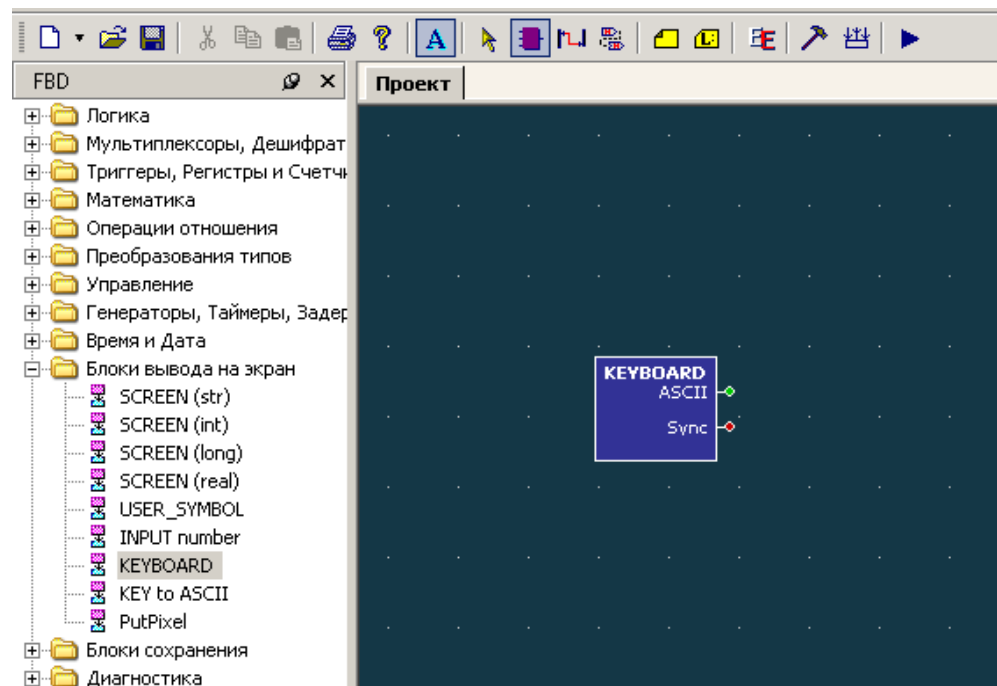 A
FBD
Проект
Логика
Мультиплексоры, Дешифрат
Триггеры, Регистры и Счетчи
Математика
Операции отношения
Преобразования типов
Управление
Генераторы, Таймеры, Задер
Время и Дата
Блоки вывода на экран
SCREEN (str)
SCREEN (int)
SCREEN (long)
SCREEN (real)
USER_SYMBOL
INPUT number
KEYBOARD
KEY to ASCII
PutPixel
Блоки сохранения
Диагностика
KEYBOARD
ASCII
Sync